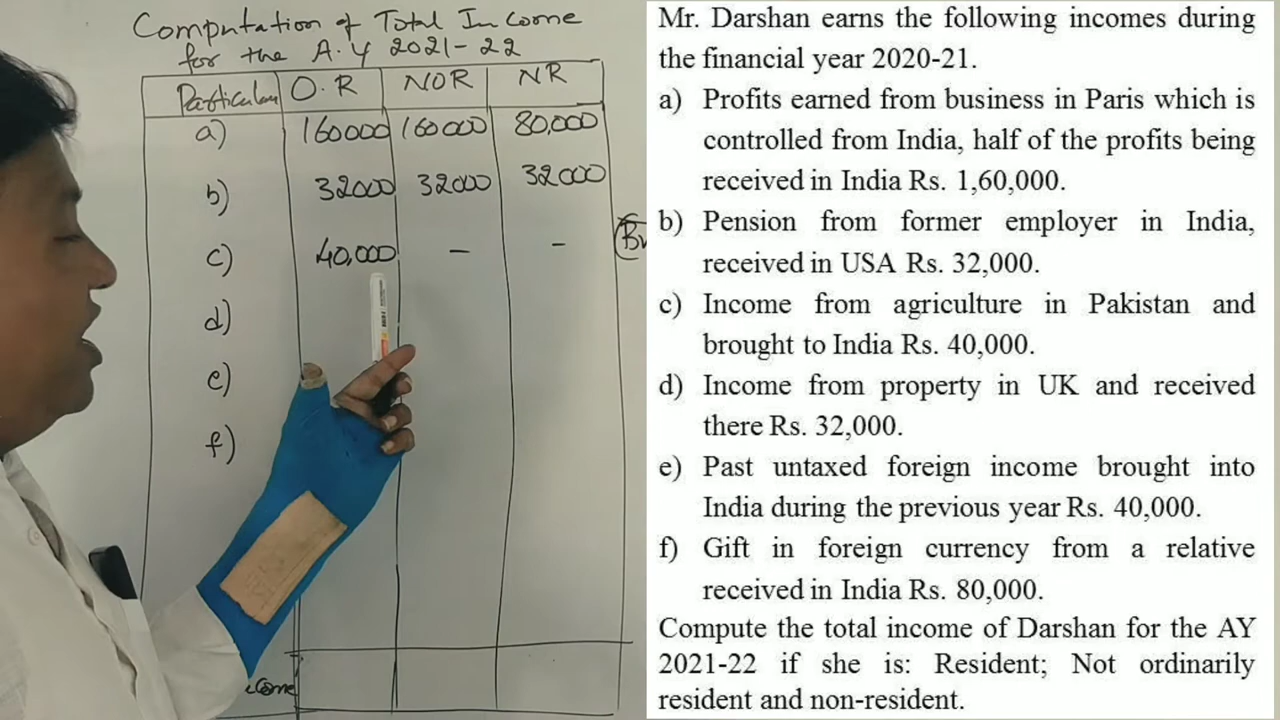 Computation of Total Income
for the A.Y 2021-22
Particulars O.R NOR NR
a) 160000 160000 80,000
b) 32000 32000 32000
c) 40,000 - -
d)
e)
f)
Mr. Darshan earns the following incomes during
the financial year 2020-21.
a) Profits earned from business in Paris which is
controlled from India, half of the profits being
received in India Rs. 1,60,000.
b) Pension from former employer in India,
received in USA Rs. 32,000.
c) Income from agriculture in Pakistan and
brought to India Rs. 40,000.
d) Income from property in UK and received
there Rs. 32,000.
e) Past untaxed foreign income brought into
India during the previous year Rs. 40,000.
f) Gift in foreign currency from a relative
received in India Rs. 80,000.
Compute the total income of Darshan for the AY
2021-22 if she is: Resident; Not ordinarily
resident and non-resident.